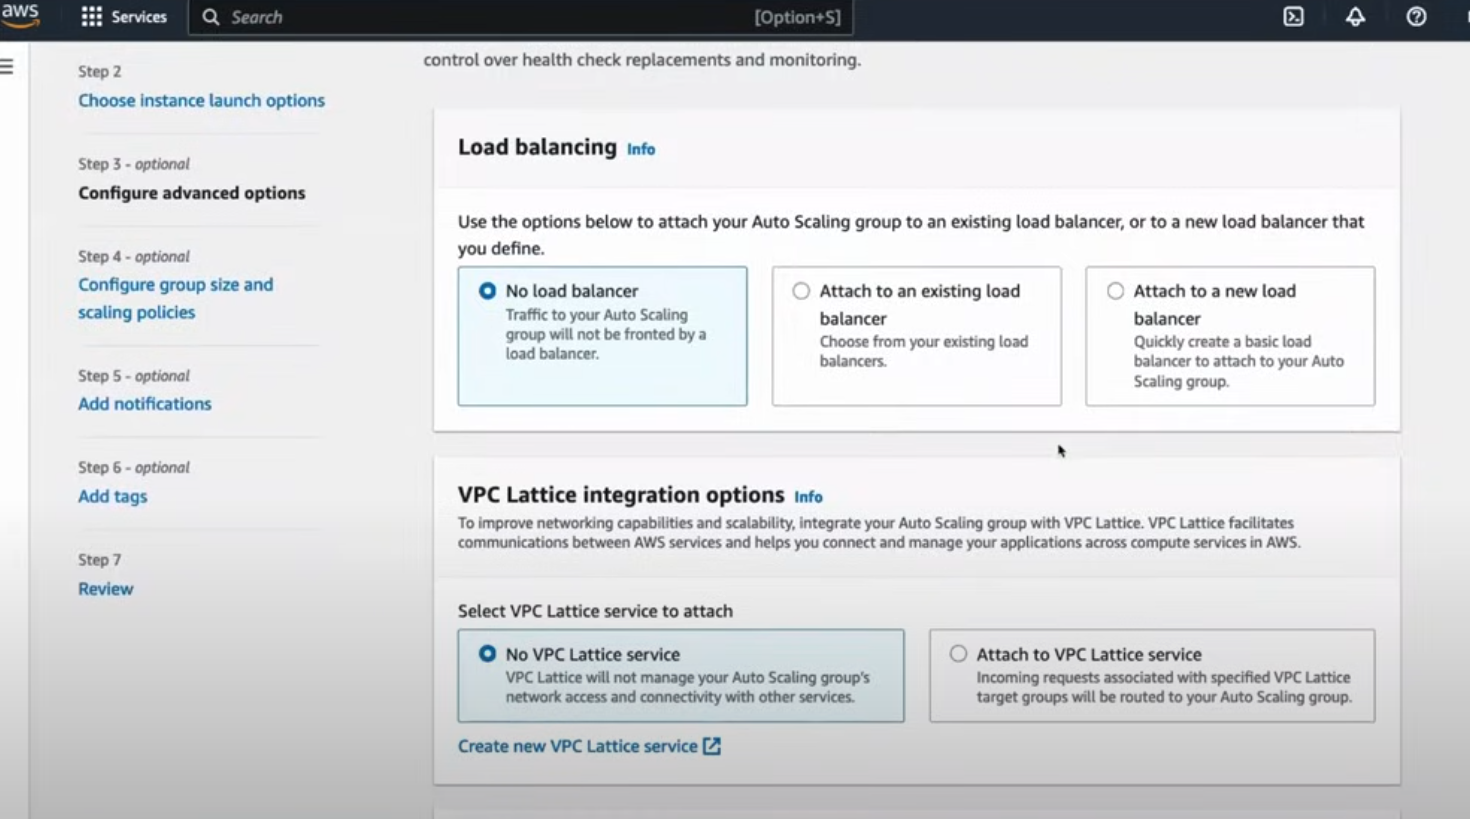 aws
Services
Search
[Option+S]
control over health check replacements and monitoring.
Step 2
Choose instance launch options
Step 3 - optional
Configure advanced options
Step 4 - optional
Configure group size and
scaling policies
Step 5 - optional
Add notifications
Step 6 - optional
Add tags
Step 7
Review
Load balancing Info
Use the options below to attach your Auto Scaling group to an existing load balancer, or to a new load balancer that
you define.
No load balancer
Traffic to your Auto Scaling
group will not be fronted by a
load balancer.
Attach to an existing load
balancer
Choose from your existing load
balancers.
Attach to a new load
balancer
Quickly create a basic load
balancer to attach to your Auto
Scaling group.
VPC Lattice integration options Info
To improve networking capabilities and scalability, integrate your Auto Scaling group with VPC Lattice. VPC Lattice facilitates
communications between AWS services and helps you connect and manage your applications across compute services in AWS.
Select VPC Lattice service to attach
No VPC Lattice service
VPC Lattice will not manage your Auto Scaling group's
network access and connectivity with other services.
Attach to VPC Lattice service
Incoming requests associated with specified VPC Lattice
target groups will be routed to your Auto Scaling group.
Create new VPC Lattice service